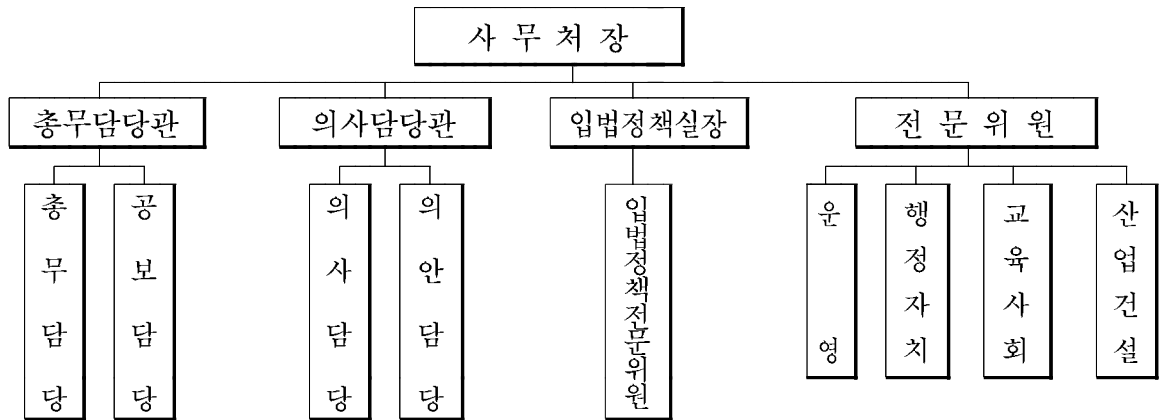 사 무 처 장
총무담당관
의사담당관
입법정책실장
전 문 위 원
총무담당
공보담당
의사담당
의안담당
입법정책전문위원
운영
행정자치
교육사회
산업건설